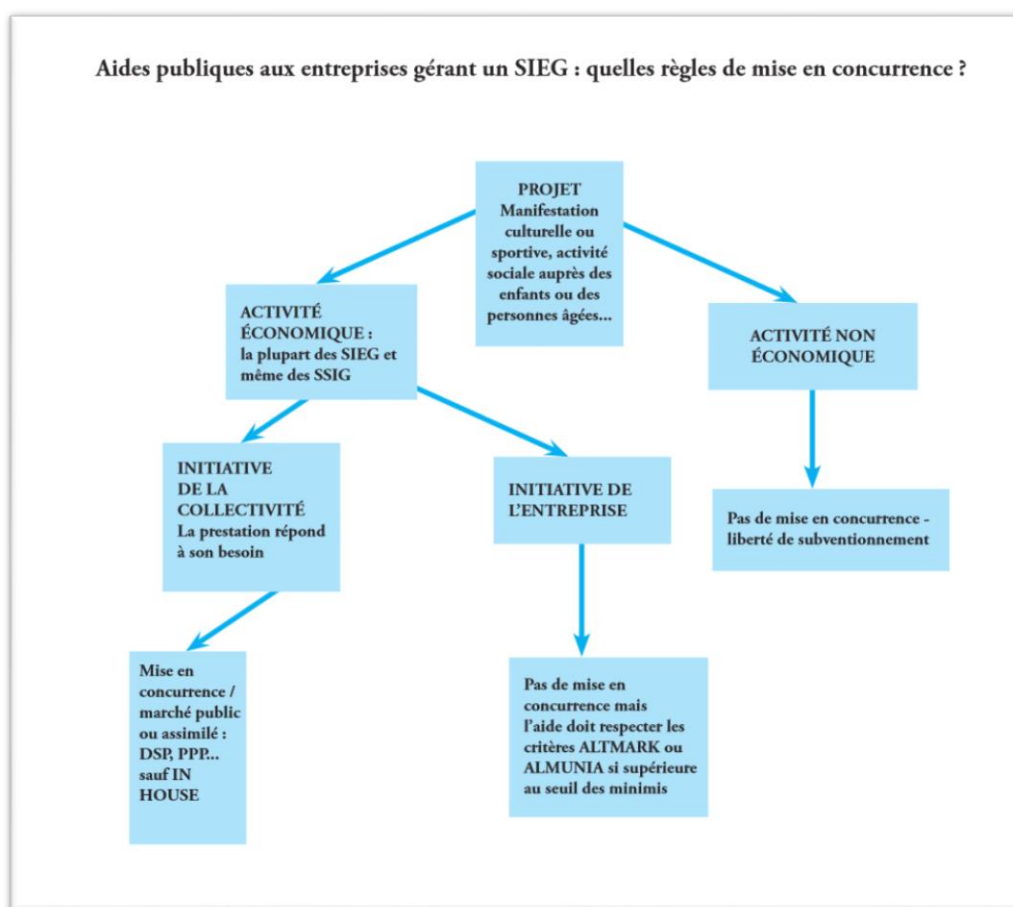 Aides publiques aux entreprises gérant un SIEG : quelles règles de mise en concurrence ?
PROJET
Manifestation
culturelle ou
sportive, activité
sociale auprès des
enfants ou des
personnes âgées...
ACTIVITÉ
ÉCONOMIQUE :
la plupart des SIEG et
même des SSIG
ACTIVITÉ NON
ÉCONOMIQUE
INITIATIVE
DE LA
COLLECTIVITÉ
La prestation répond
à son besoin
INITIATIVE DE
L'ENTREPRISE
Pas de mise en concurrence -
liberté de subventionnement
Mise en
concurrence /
marché public
ou assimilé :
DSP, PPP...
sauf IN
HOUSE
Pas de mise en
concurrence mais
l'aide doit respecter les
critères ALTMARK ou
ALMUNIA si supérieure
au seuil des minimis